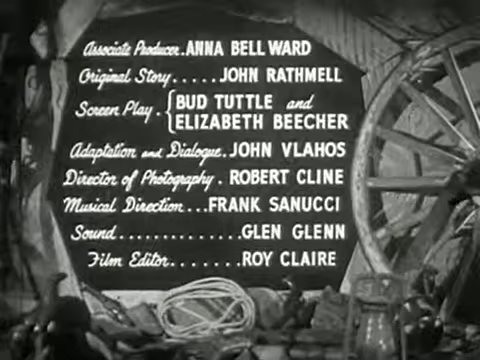 Associate Producer.ANNA BELL WARD
Original Story.....JOHN RATHMELL
Screen Play.{BUD TUTTLE and
ELIZABETH BEECHER
Adaptation and Dialogue.JOHN VLAHOS
Director of Photography.ROBERT CLINE
Musical Direction...FRANK SANUCCI
Sound..............GLEN GLENN
Film Editor.......ROY CLAIRE